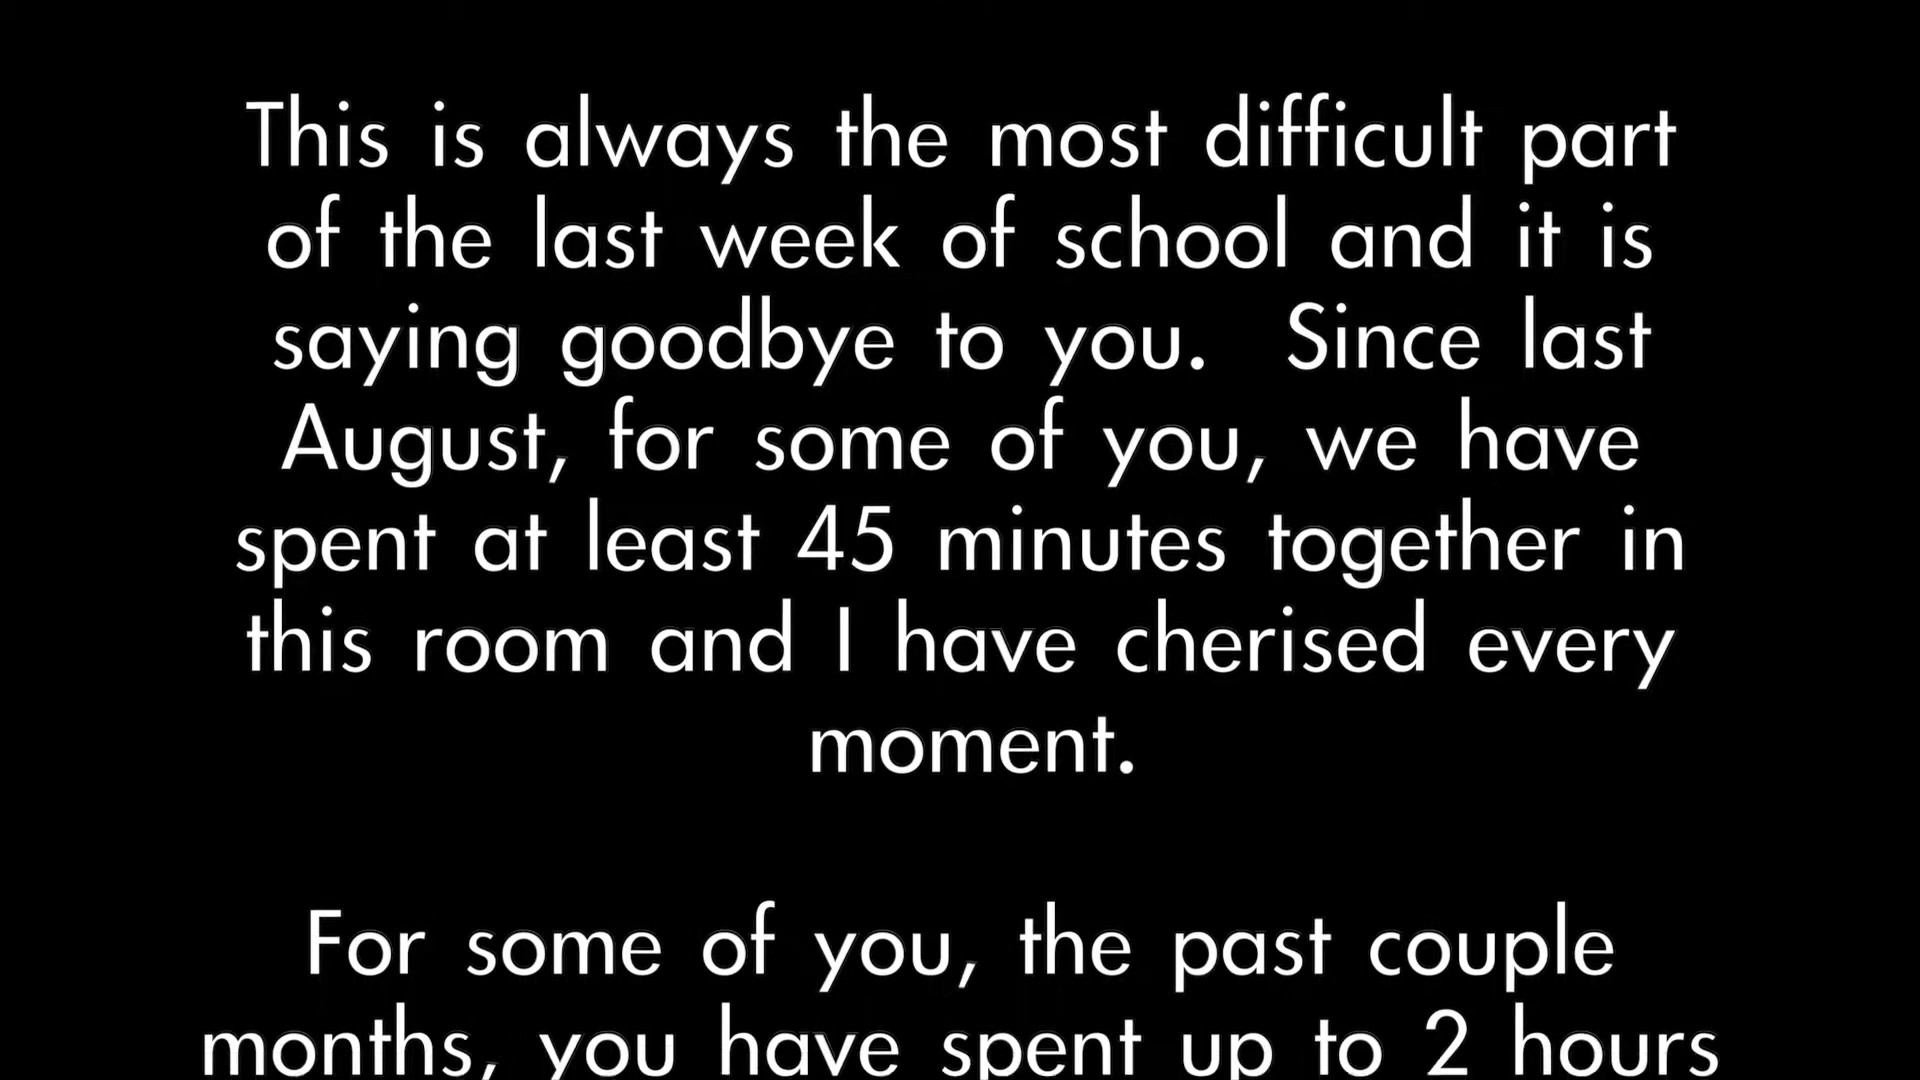 This is always the most difficult part
of the last week of school and it is
saying goodbye to you.  Since last
August, for some of you, we have
spent at least 45 minutes together in
this room and I have cherised every
moment.
For some of you, the past couple
months, you have spent up to 2 hours